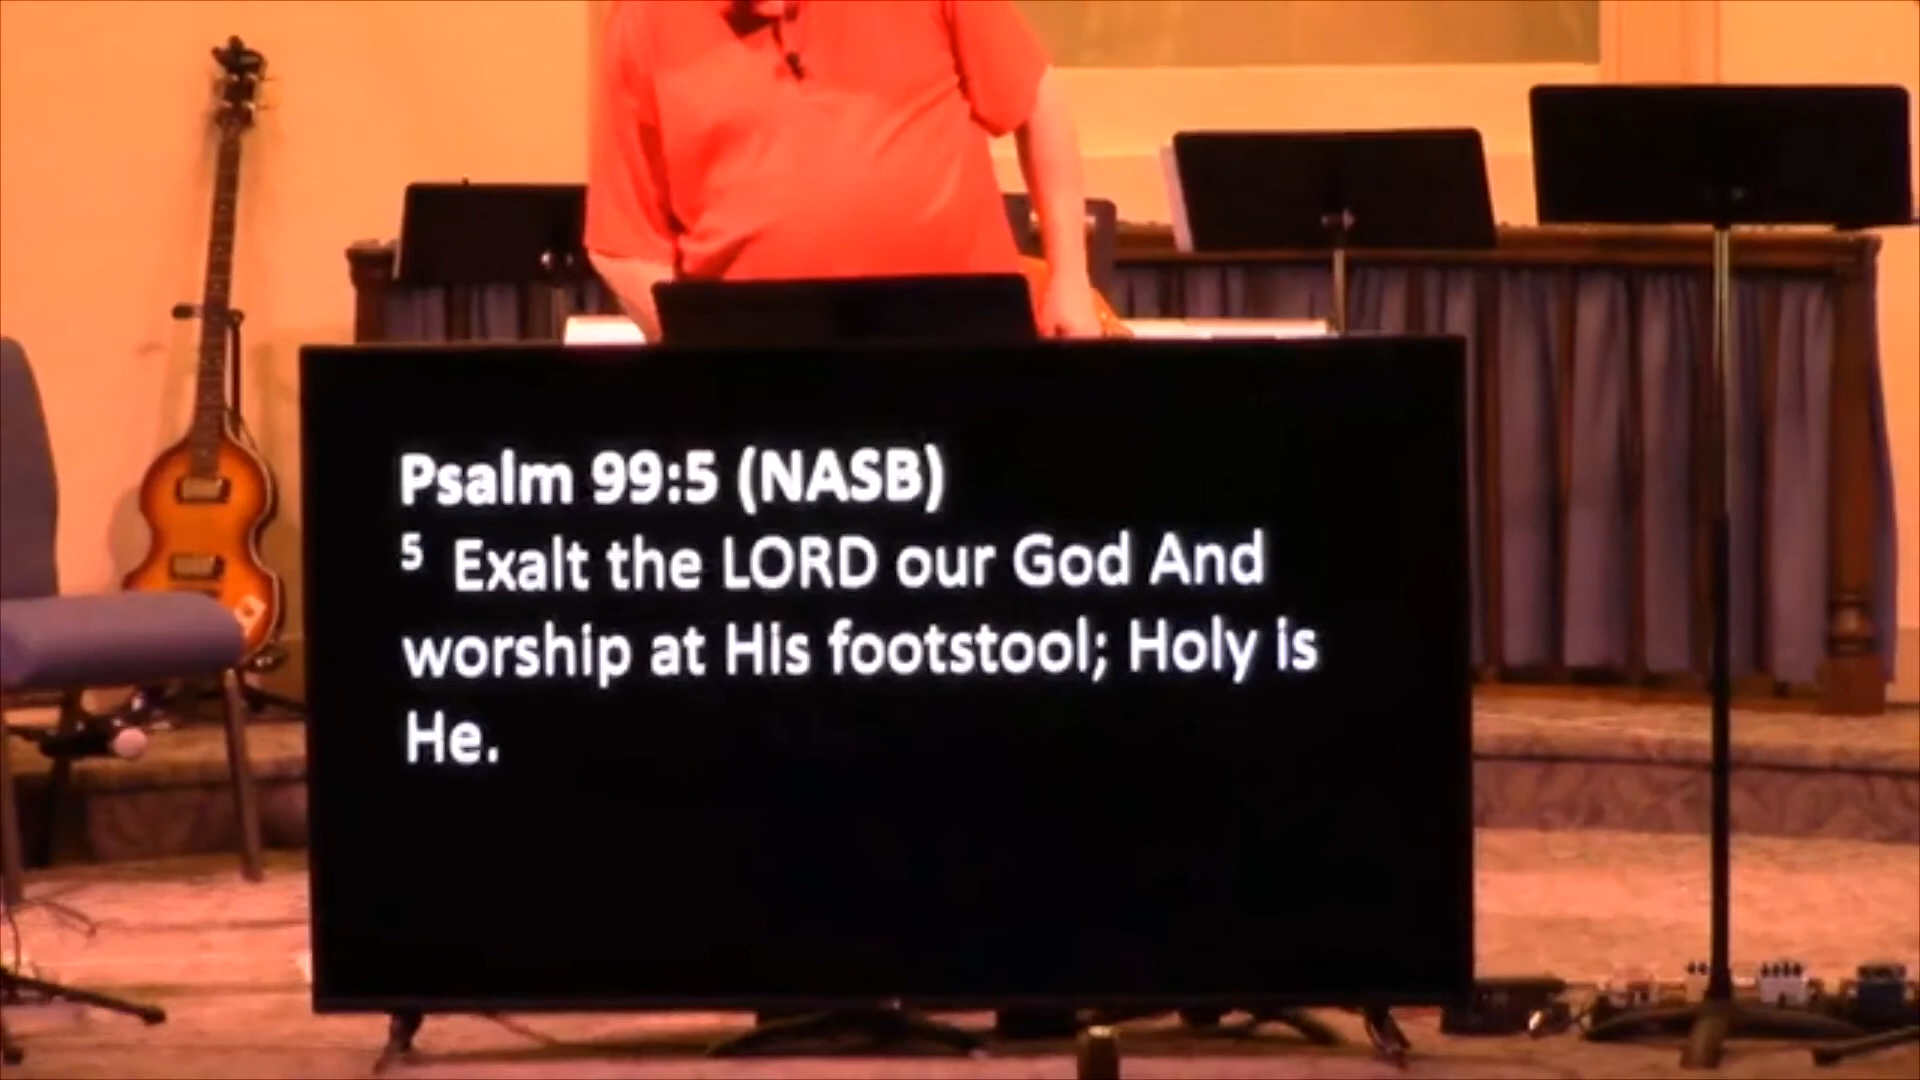 Psalm 99:5 (NASB)
5 Exalt the LORD our God And
worship at His footstool; Holy is
He.